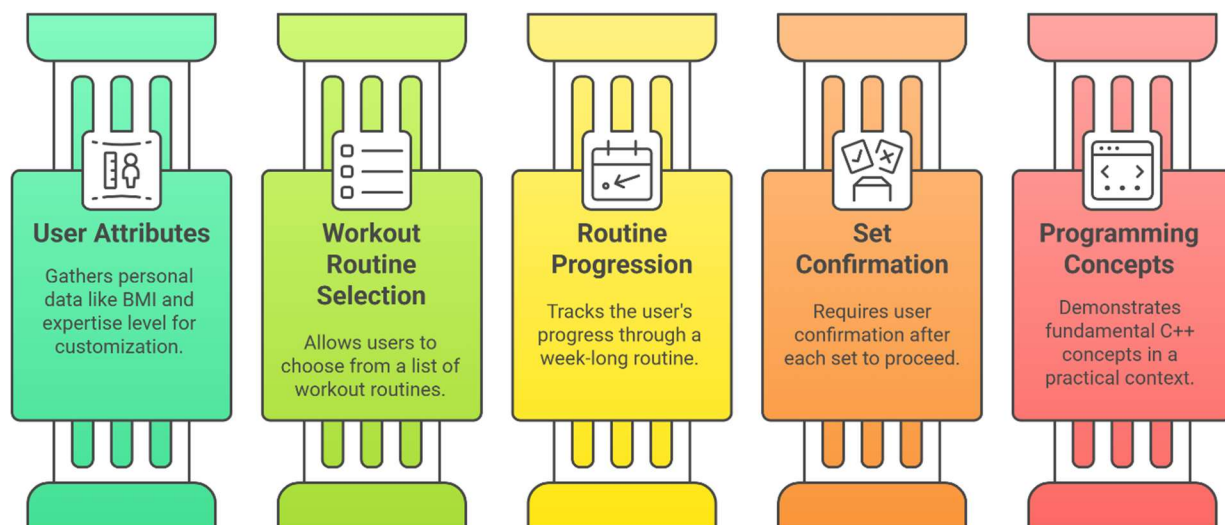 User Attributes
Gathers personal
data like BMI and
expertise level for
customization.
Workout
Routine
Selection
Allows users to
choose from a list of
workout routines.
Routine
Progression
Tracks the user's
progress through a
week-long routine.
Set
Confirmation
Requires user
confirmation after
each set to proceed.
Programming
Concepts
Demonstrates
fundamental C++
concepts in a
practical context.